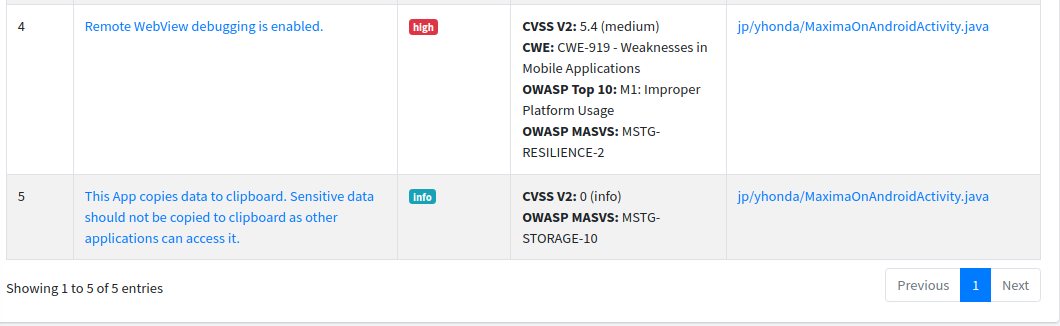 4
Remote WebView debugging is enabled.
high
CVSS V2: 5.4 (medium)
CWE: CWE-919 - Weaknesses in
Mobile Applications
OWASP Top 10: M1: Improper
Platform Usage
OWASP MASVS: MSTG-
RESILIENCE-2
jp/yhonda/MaximaOnAndroidActivity.java
5
This App copies data to clipboard. Sensitive data
should not be copied to clipboard as other
applications can access it.
info
CVSS V2: 0 (info)
OWASP MASVS: MSTG-
STORAGE-10
jp/yhonda/MaximaOnAndroidActivity.java
Showing 1 to 5 of 5 entries
Previous 1 Next